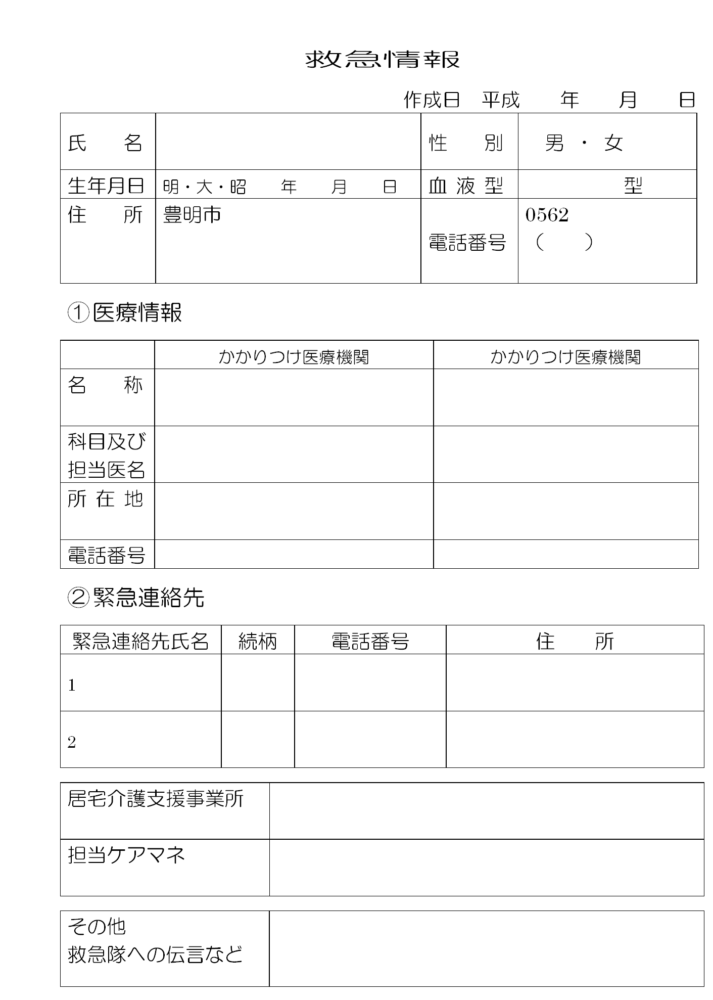 救急情報
作成日　平成　　年　　月　　日
氏　　名　　性　　別　　男 ・ 女
生年月日　明・大・昭　　年　　月　　日　血 液 型　　型
住　　所　豊明市　　0562
電話番号　（　　）
①医療情報
かかりつけ医療機関　かかりつけ医療機関
名　　称
科目及び
担当医名
所 在 地
電話番号
②緊急連絡先
緊急連絡先氏名　続柄　電話番号　住　　所
1
2
居宅介護支援事業所
担当ケアマネ
その他
救急隊への伝言など